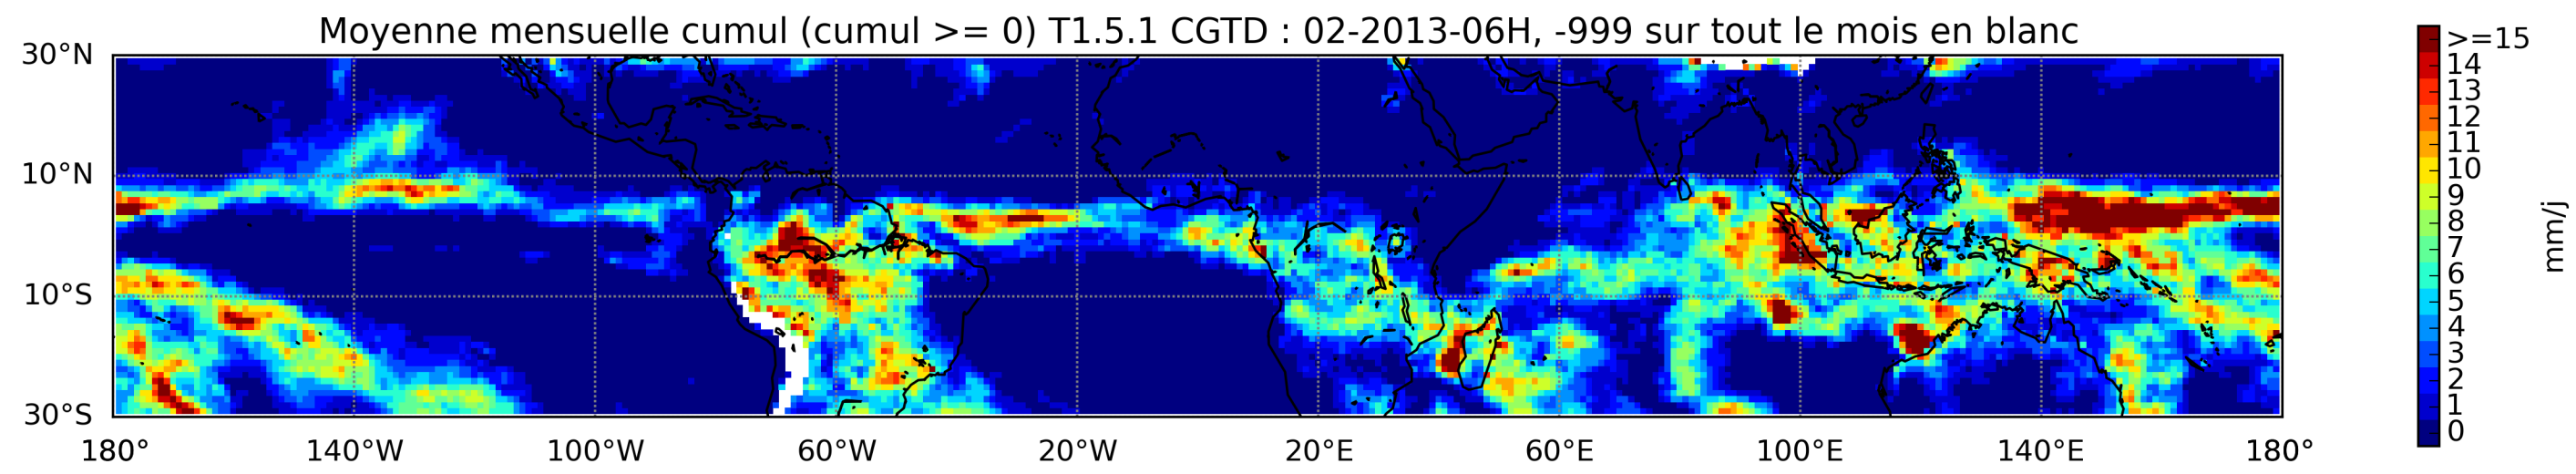 Moyenne mensuelle cumul (cumul >= 0) T1.5.1 CGTD : 02-2013-06H, -999 sur tout le mois en blanc
30°N
10°N
10°S
30°S
180°
140°W
100°W
60°W
20°W
20°E
60°E
100°E
140°E
180°
>=15
14
13
12
11
10
9
8
7
6
5
4
3
2
1
0
mm/j